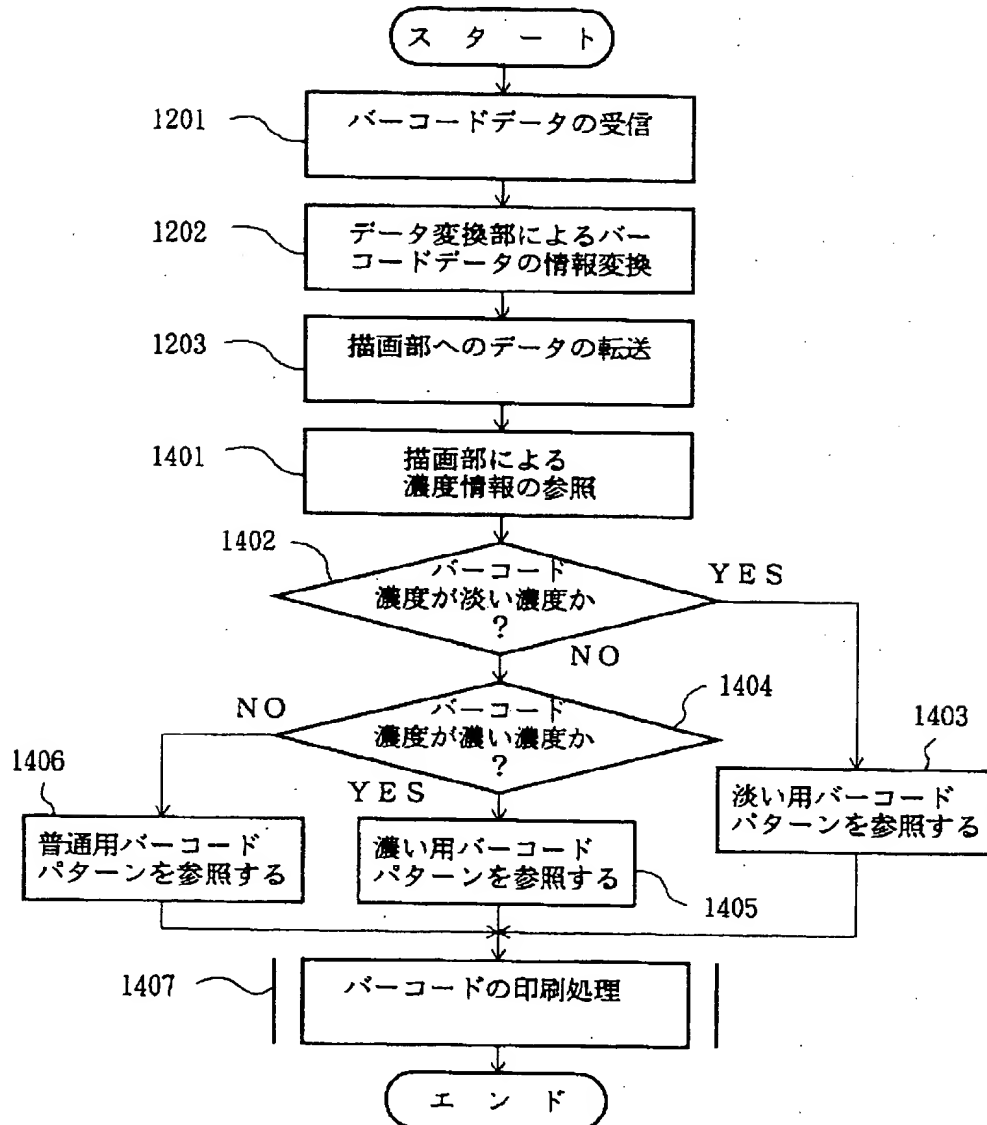 スタート
1201
バーコードデータの受信
1202
データ変換部によるバー
コードデータの情報変換
1203
描画部へのデータの転送
1401
描画部による
濃度情報の参照
1402
バーコード
濃度が淡い濃度か
?
YES
NO
1404
バーコード
濃度が濃い濃度か
?
NO
YES
1403
淡い用バーコード
パターンを参照する
1406
普通用バーコード
パターンを参照する
濃い用バーコード
パターンを参照する
1405
1407
バーコードの印刷処理
エンド